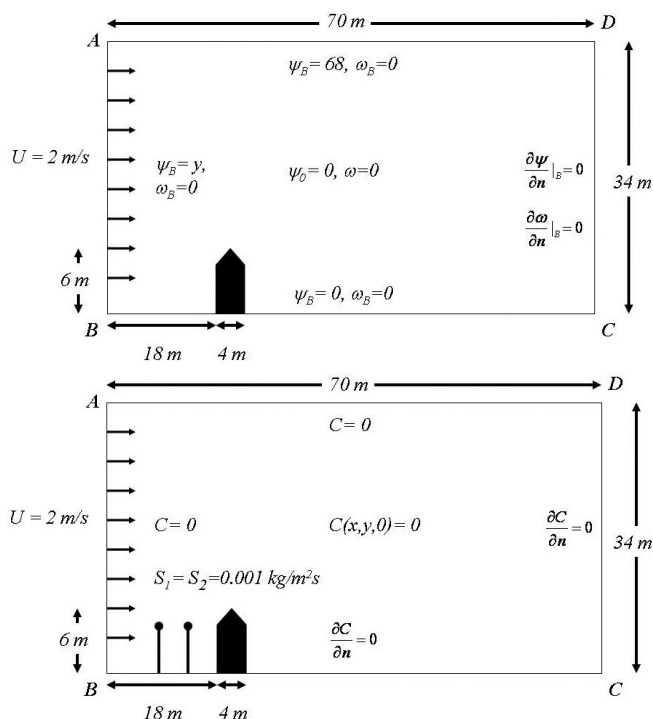 70 m
A
D
ψB = 68, ωB=0
U = 2 m/s
ψB = y,
ωB=0
ψ0 = 0, ω=0
∂ψ/∂n|B = 0
∂ω/∂n|B = 0
34 m
6 m
ψB = 0, ωB=0
B
C
18 m
4 m
70 m
A
D
C= 0
U = 2 m/s
C=0
C(x,y,0)= 0
∂C/∂n = 0
34 m
S1 = S2=0.001 kg/m²s
6 m
∂C/∂n = 0
B
C
18 m
4 m